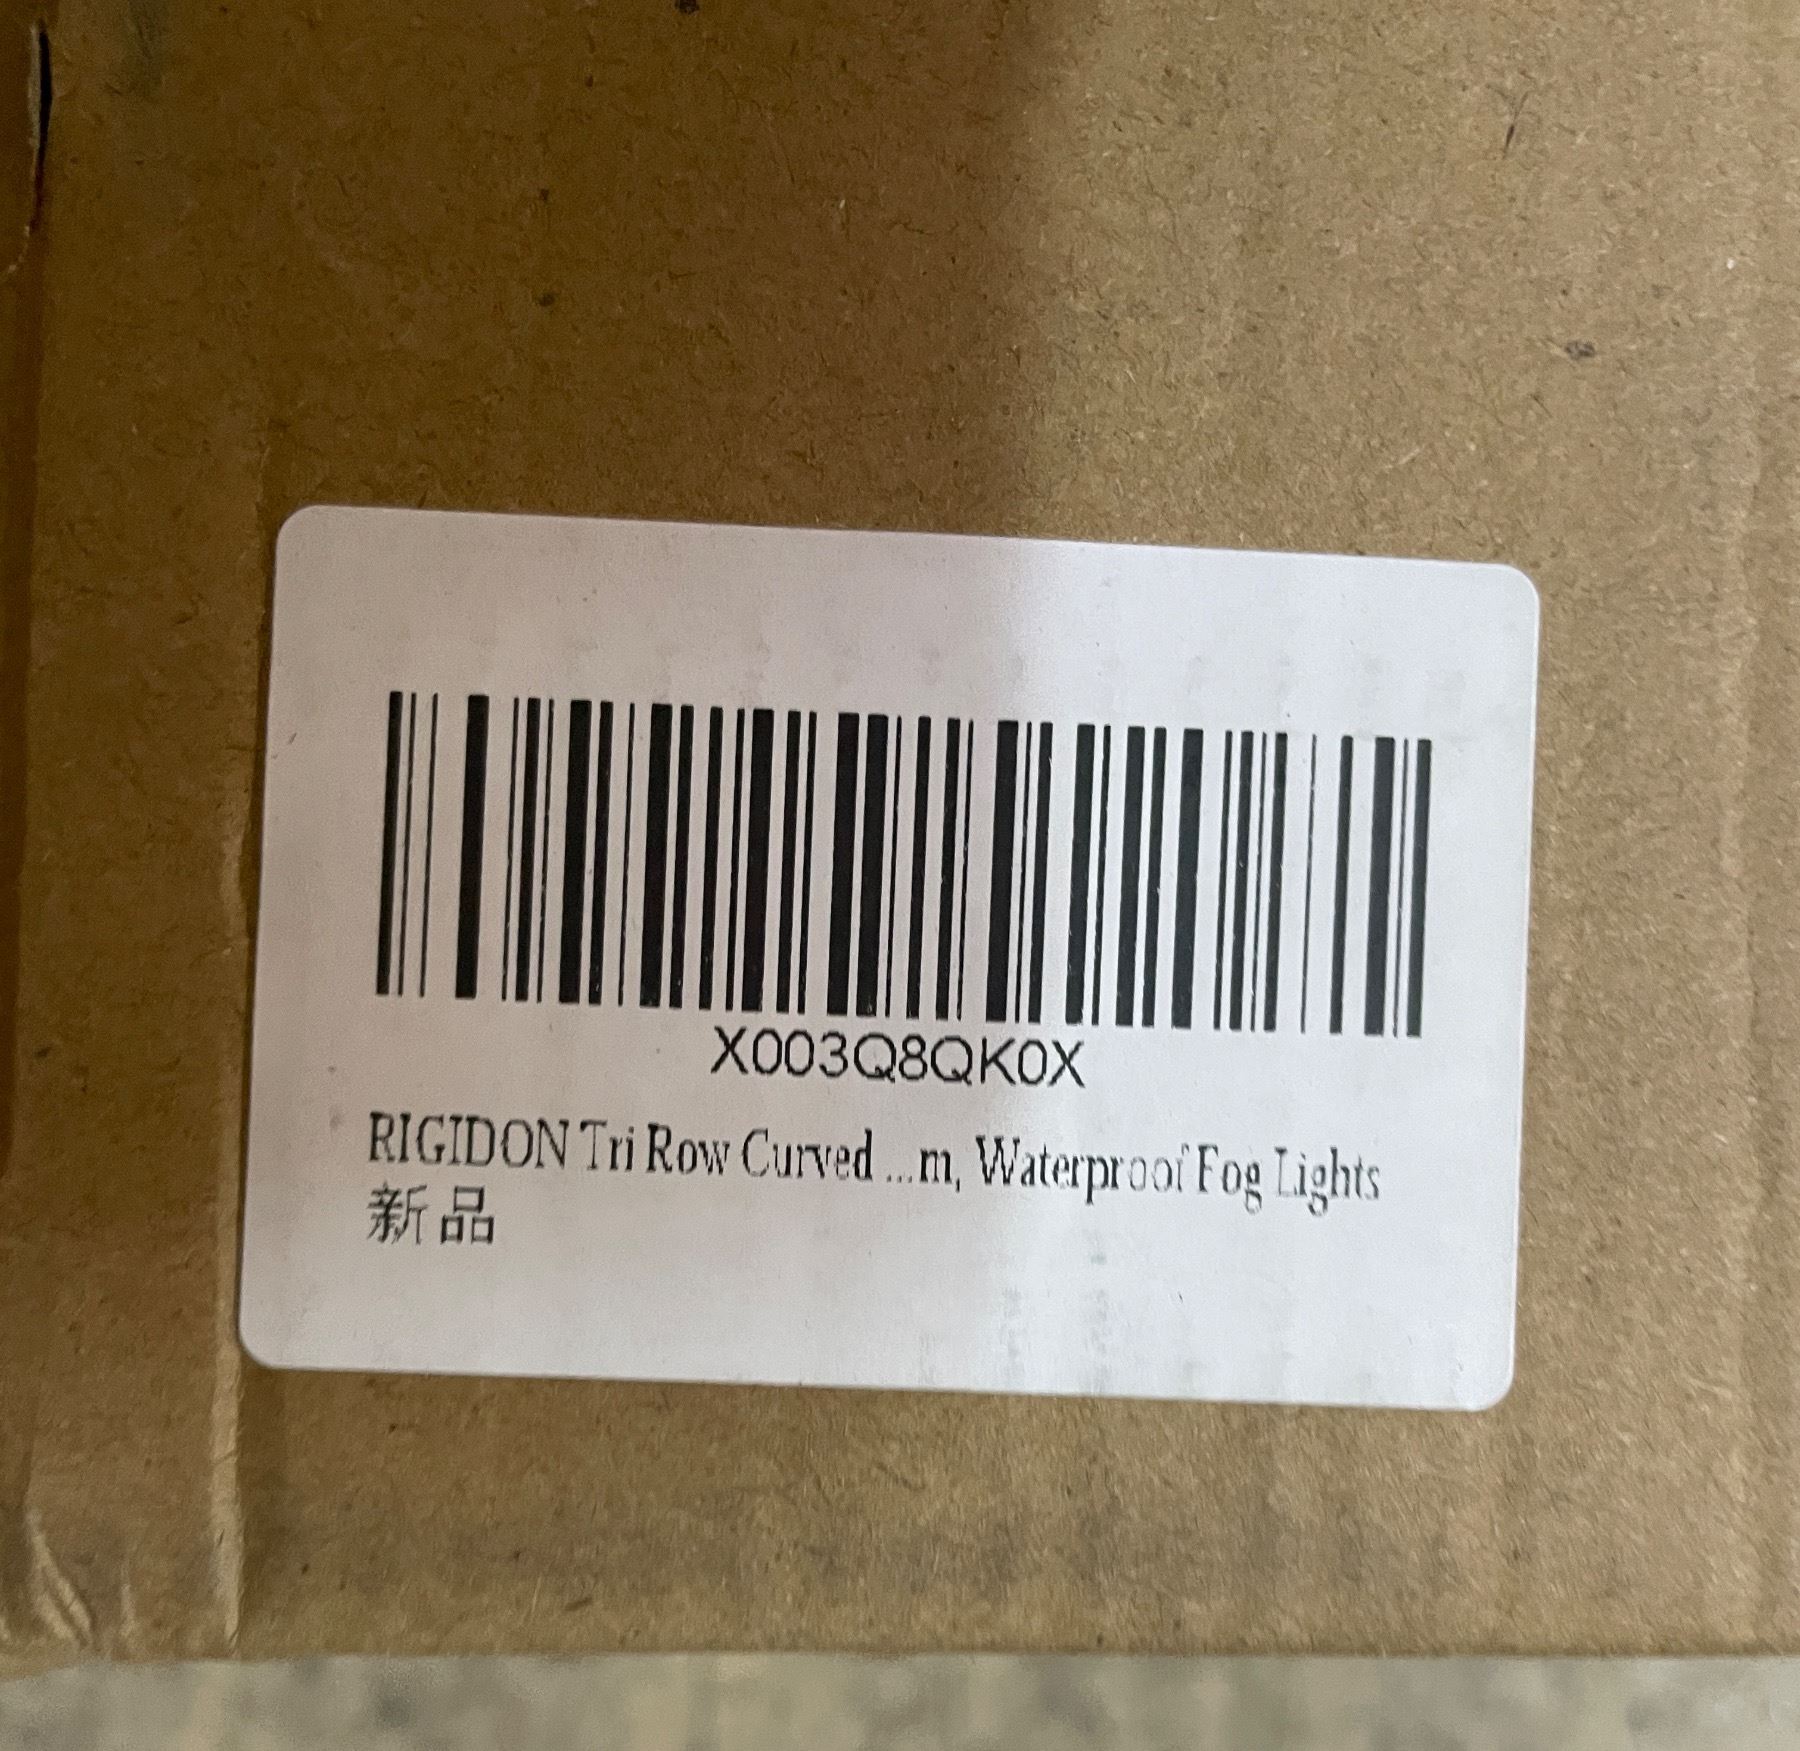 X003Q8QK0X
RIGIDON Tri Row Curved ...m, Waterproof Fog Lights
新品